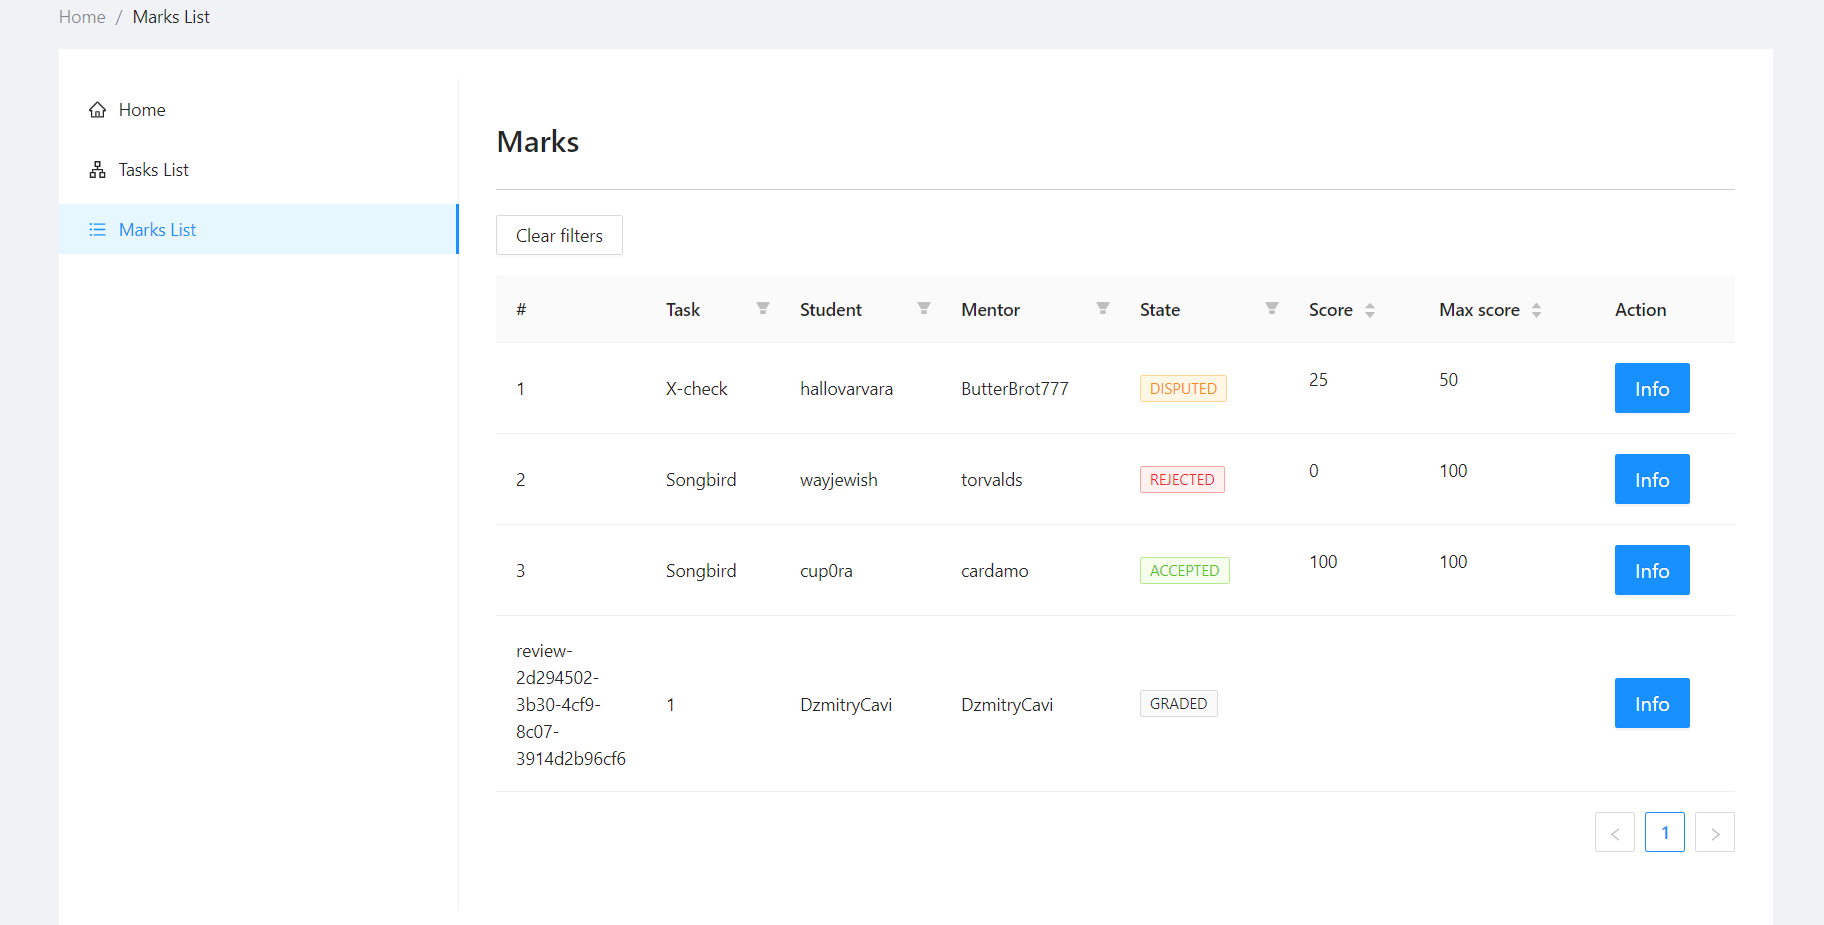 Home / Marks List
Home
Tasks List
Marks List
Marks
Clear filters
# Task Student Mentor State Score Max score Action
1 X-check hallovarvara ButterBrot777 DISPUTED 25 50 Info
2 Songbird wayjewish torvalds REJECTED 0 100 Info
3 Songbird cup0ra cardamo ACCEPTED 100 100 Info
review-
2d294502-
3b30-4cf9-
8c07-
3914d2b96cf6
1 DzmitryCavi DzmitryCavi GRADED Info
< 1 >